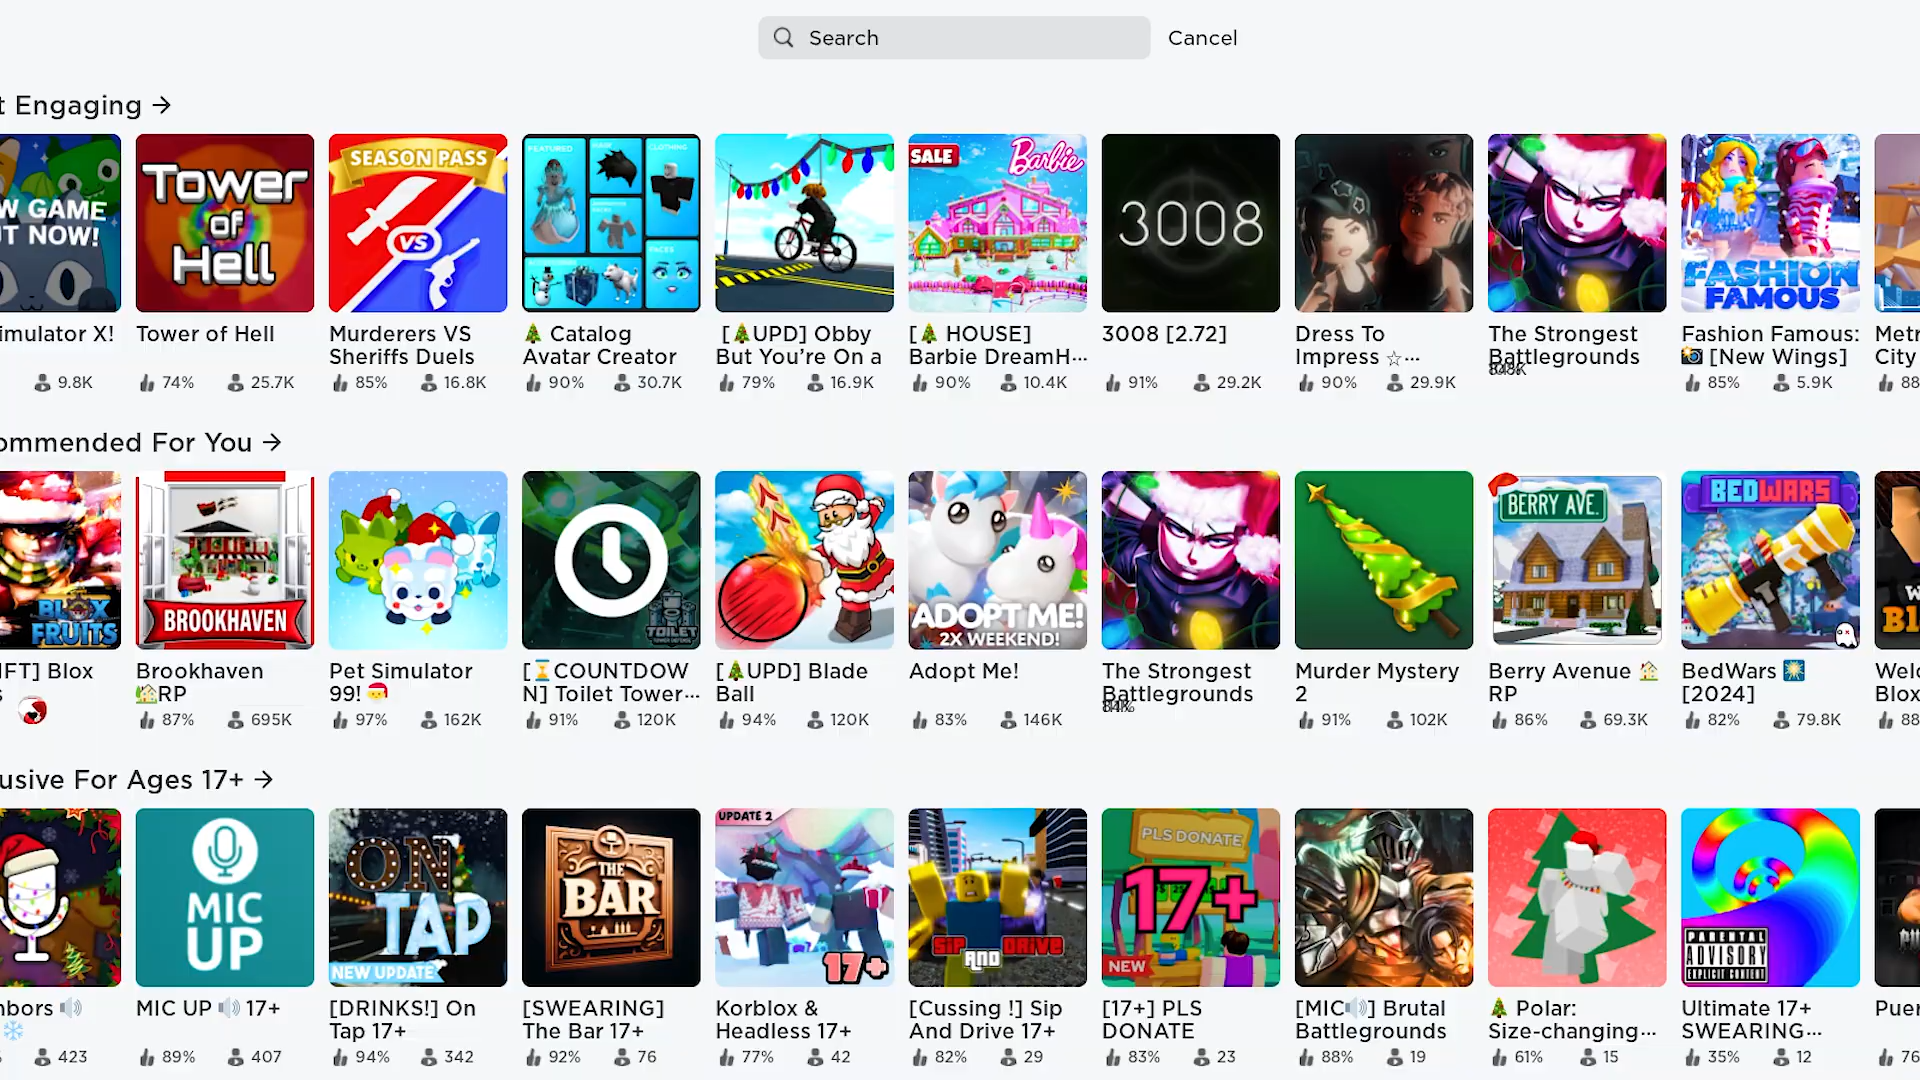 Search
Cancel
t Engaging →
W GAME
UT NOW!
Tower
of
Hell
SEASON PASS
VS
FEATURED
HAIR
CLOTHING
FACES
SALE
Barbie
3008
FASHION
FAMOUS
imulator X!
Tower of Hell
Murderers VS
Sheriffs Duels
🎄 Catalog
Avatar Creator
[🎄UPD] Obby
But You’re On a
[🎄 HOUSE]
Barbie DreamH...
3008 [2.72]
Dress To
Impress ☆...
The Strongest
Battlegrounds
Fashion Famous:
📸 [New Wings]
Metr
City
9.8K
74% 25.7K
85% 16.8K
90% 30.7K
79% 16.9K
90% 10.4K
91% 29.2K
90% 29.9K
85% 5.9K
88
ommended For You →
BLOX
FRUITS
BROOKHAVEN
TOILET
TOWER DEFENSE
ADOPT ME!
2X WEEKEND!
BERRY AVE.
BEDWARS
W
Bl
IFT] Blox
s
Brookhaven
🏡RP
Pet Simulator
99! 🎅
[⏳COUNTDOW
N] Toilet Tower...
[🎄UPD] Blade
Ball
Adopt Me!
The Strongest
Battlegrounds
Murder Mystery
2
Berry Avenue 🏠
RP
BedWars 🎆
[2024]
Welc
Blox
87% 695K
97% 162K
91% 120K
94% 120K
83% 146K
91% 102K
86% 69.3K
82% 79.8K
88
usive For Ages 17+ →
MIC
UP
ON
TAP
NEW UPDATE
THE
BAR
UPDATE 2
17+
SIP
AND
DRIVE
PLS DONATE
17+
NEW
PARENTAL
ADVISORY
EXPLICIT CONTENT
hbors 🔊
❄️
MIC UP 🔊 17+
[DRINKS!] On
Tap 17+
[SWEARING]
The Bar 17+
Korblox &
Headless 17+
[Cussing !] Sip
And Drive 17+
[17+] PLS
DONATE
[MIC🔊] Brutal
Battlegrounds
🎄 Polar:
Size-changing...
Ultimate 17+
SWEARING...
Puer
423
89% 407
94% 342
92% 76
77% 42
82% 29
83% 23
88% 19
61% 15
35% 12
76